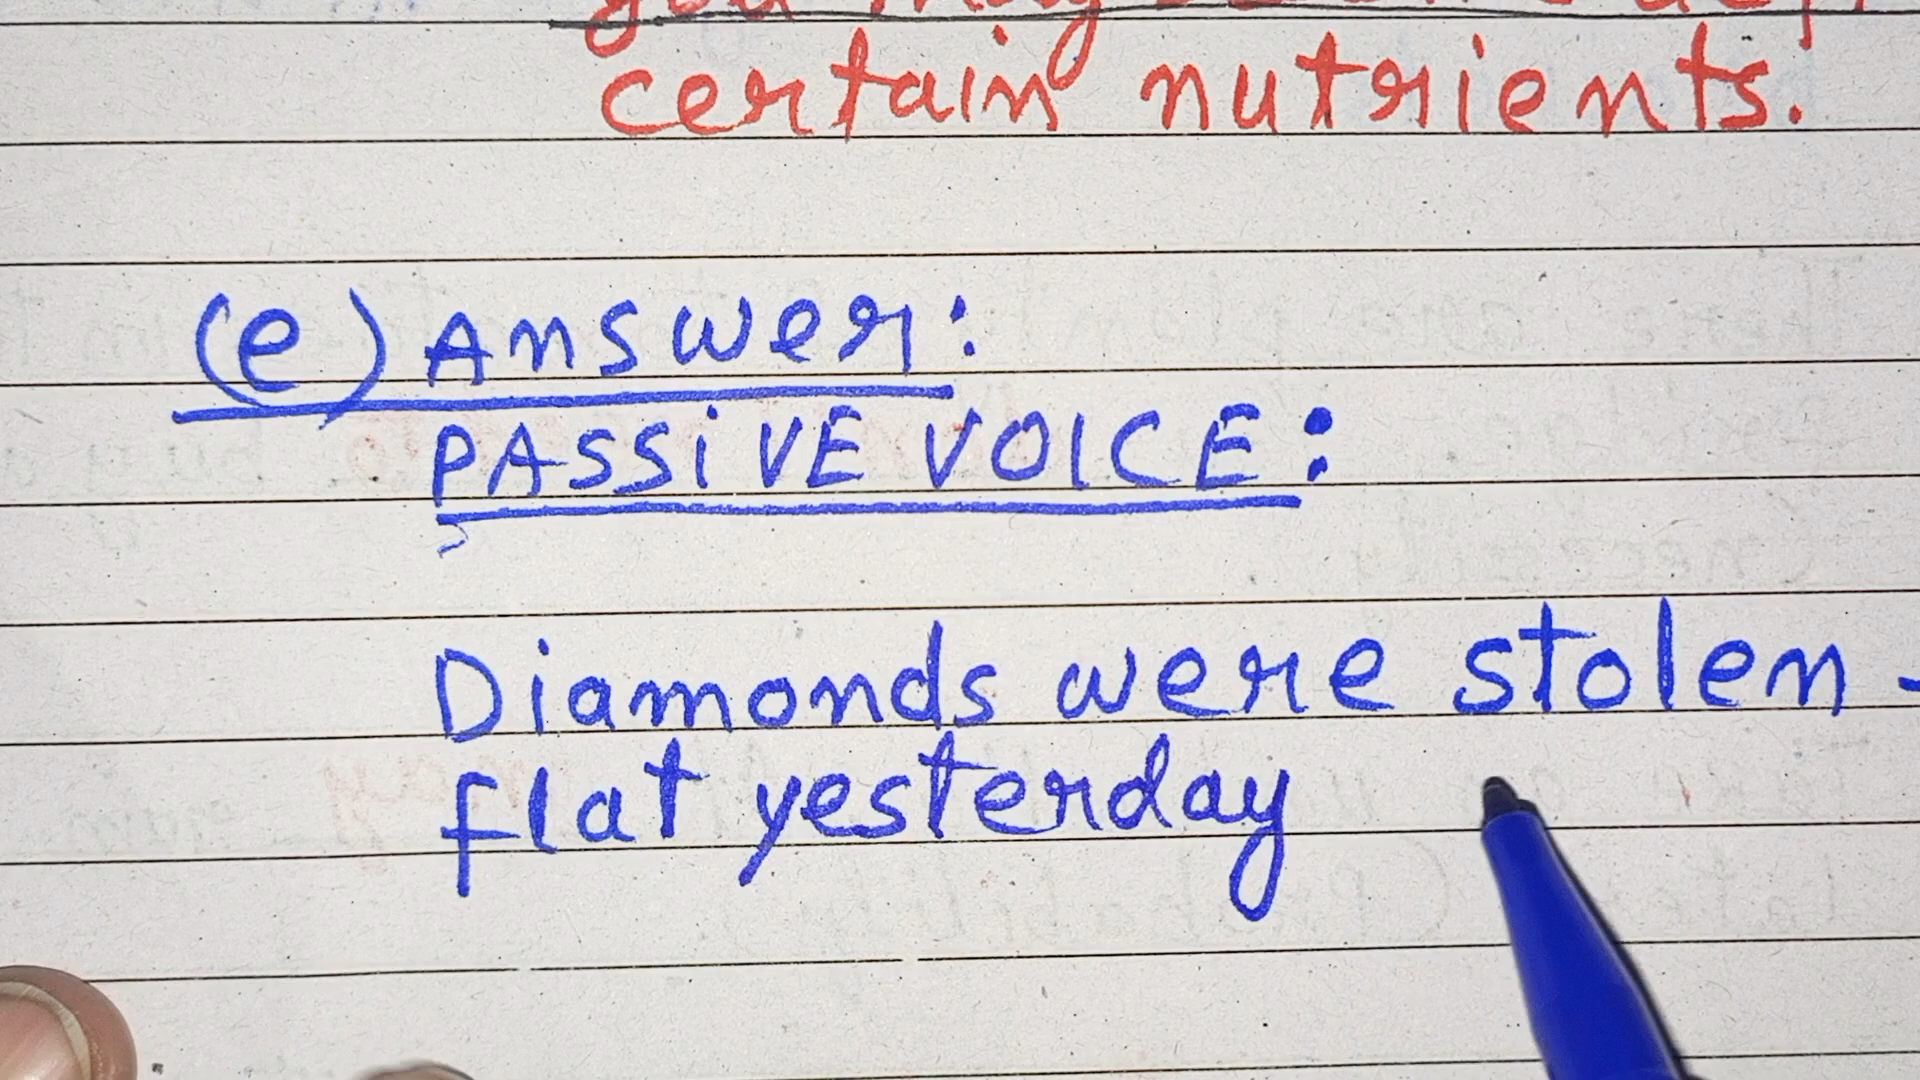 certain nutrients.
(e) Answer:
PASSiVE VOICE:
Diamonds were stolen
flat yesterday